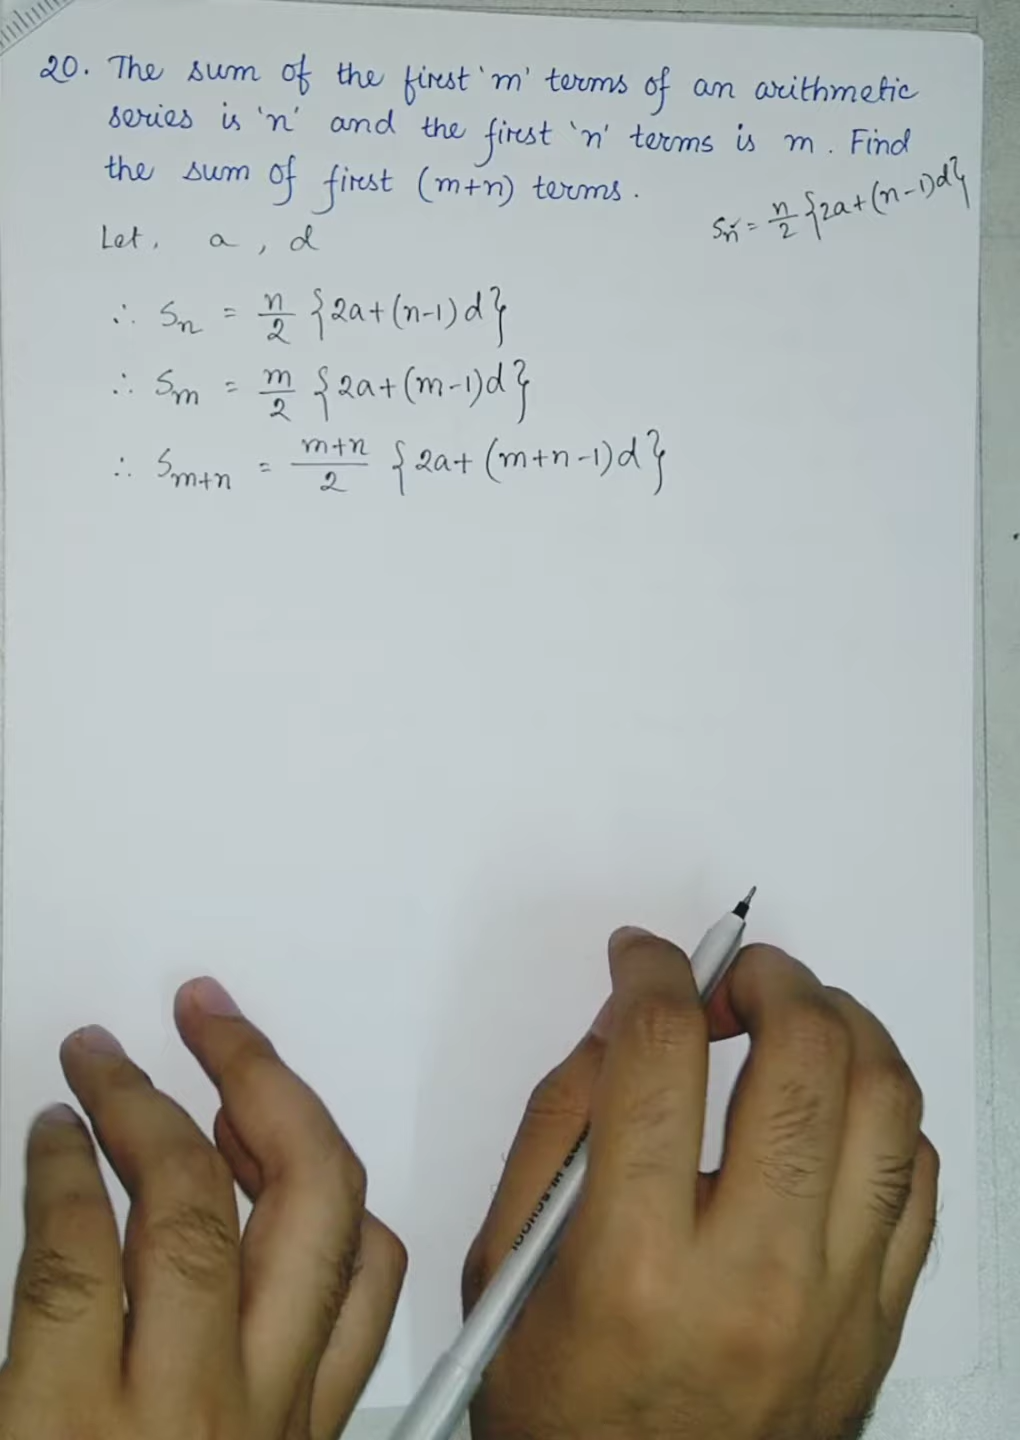 20. The sum of the first 'm' terms of an arithmetic
series is 'n' and the first 'n' terms is m. Find
the sum of first (m+n) terms.
Sn = n/2 {2a+(n-1)d}
Let, a, d
∴ Sn = n/2 {2a+(n-1)d}
∴ Sm = m/2 {2a+(m-1)d}
∴ Sm+n = m+n/2 {2a+(m+n-1)d}